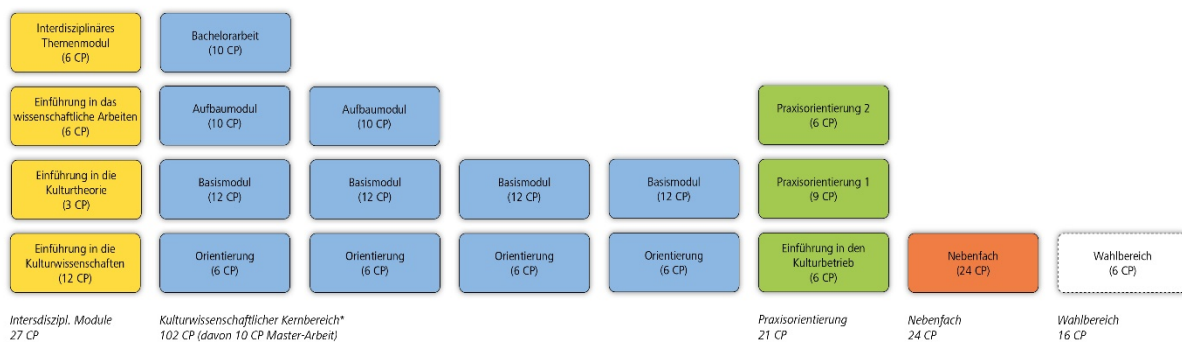 Interdisziplinäres
Themenmodul
(6 CP)
Bachelorarbeit
(10 CP)
Einführung in das
wissenschaftliche Arbeiten
(6 CP)
Aufbaumodul
(10 CP)
Aufbaumodul
(10 CP)
Praxisorientierung 2
(6 CP)
Einführung in die
Kulturtheorie
(3 CP)
Basismodul
(12 CP)
Basismodul
(12 CP)
Basismodul
(12 CP)
Basismodul
(12 CP)
Praxisorientierung 1
(9 CP)
Einführung in die
Kulturwissenschaften
(12 CP)
Orientierung
(6 CP)
Orientierung
(6 CP)
Orientierung
(6 CP)
Orientierung
(6 CP)
Einführung in den
Kulturbetrieb
(6 CP)
Nebenfach
(24 CP)
Wahlbereich
(6 CP)
Intersdizipl. Module
27 CP
Kulturwissenschaftlicher Kernbereich*
102 CP (davon 10 CP Master-Arbeit)
Praxisorientierung
21 CP
Nebenfach
24 CP
Wahlbereich
16 CP